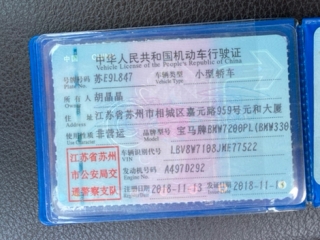 中华人民共和国机动车行驶证
Vehicle License of the People's Republic of China
号牌号码 苏E9L847 车辆类型 小型轿车
所有人 胡晶晶
住址 江苏省苏州市相城区嘉元路959号元和大厦
使用性质 非营运 品牌型号 宝马牌BMW7200PL(BMW330
江苏省苏州
市公安局交
通警察支队
车辆识别代号 LBV8W7108JME77522
VIN
发动机号码 A497D292
注册日期 2018-11-13 发证日期 2018-11-13